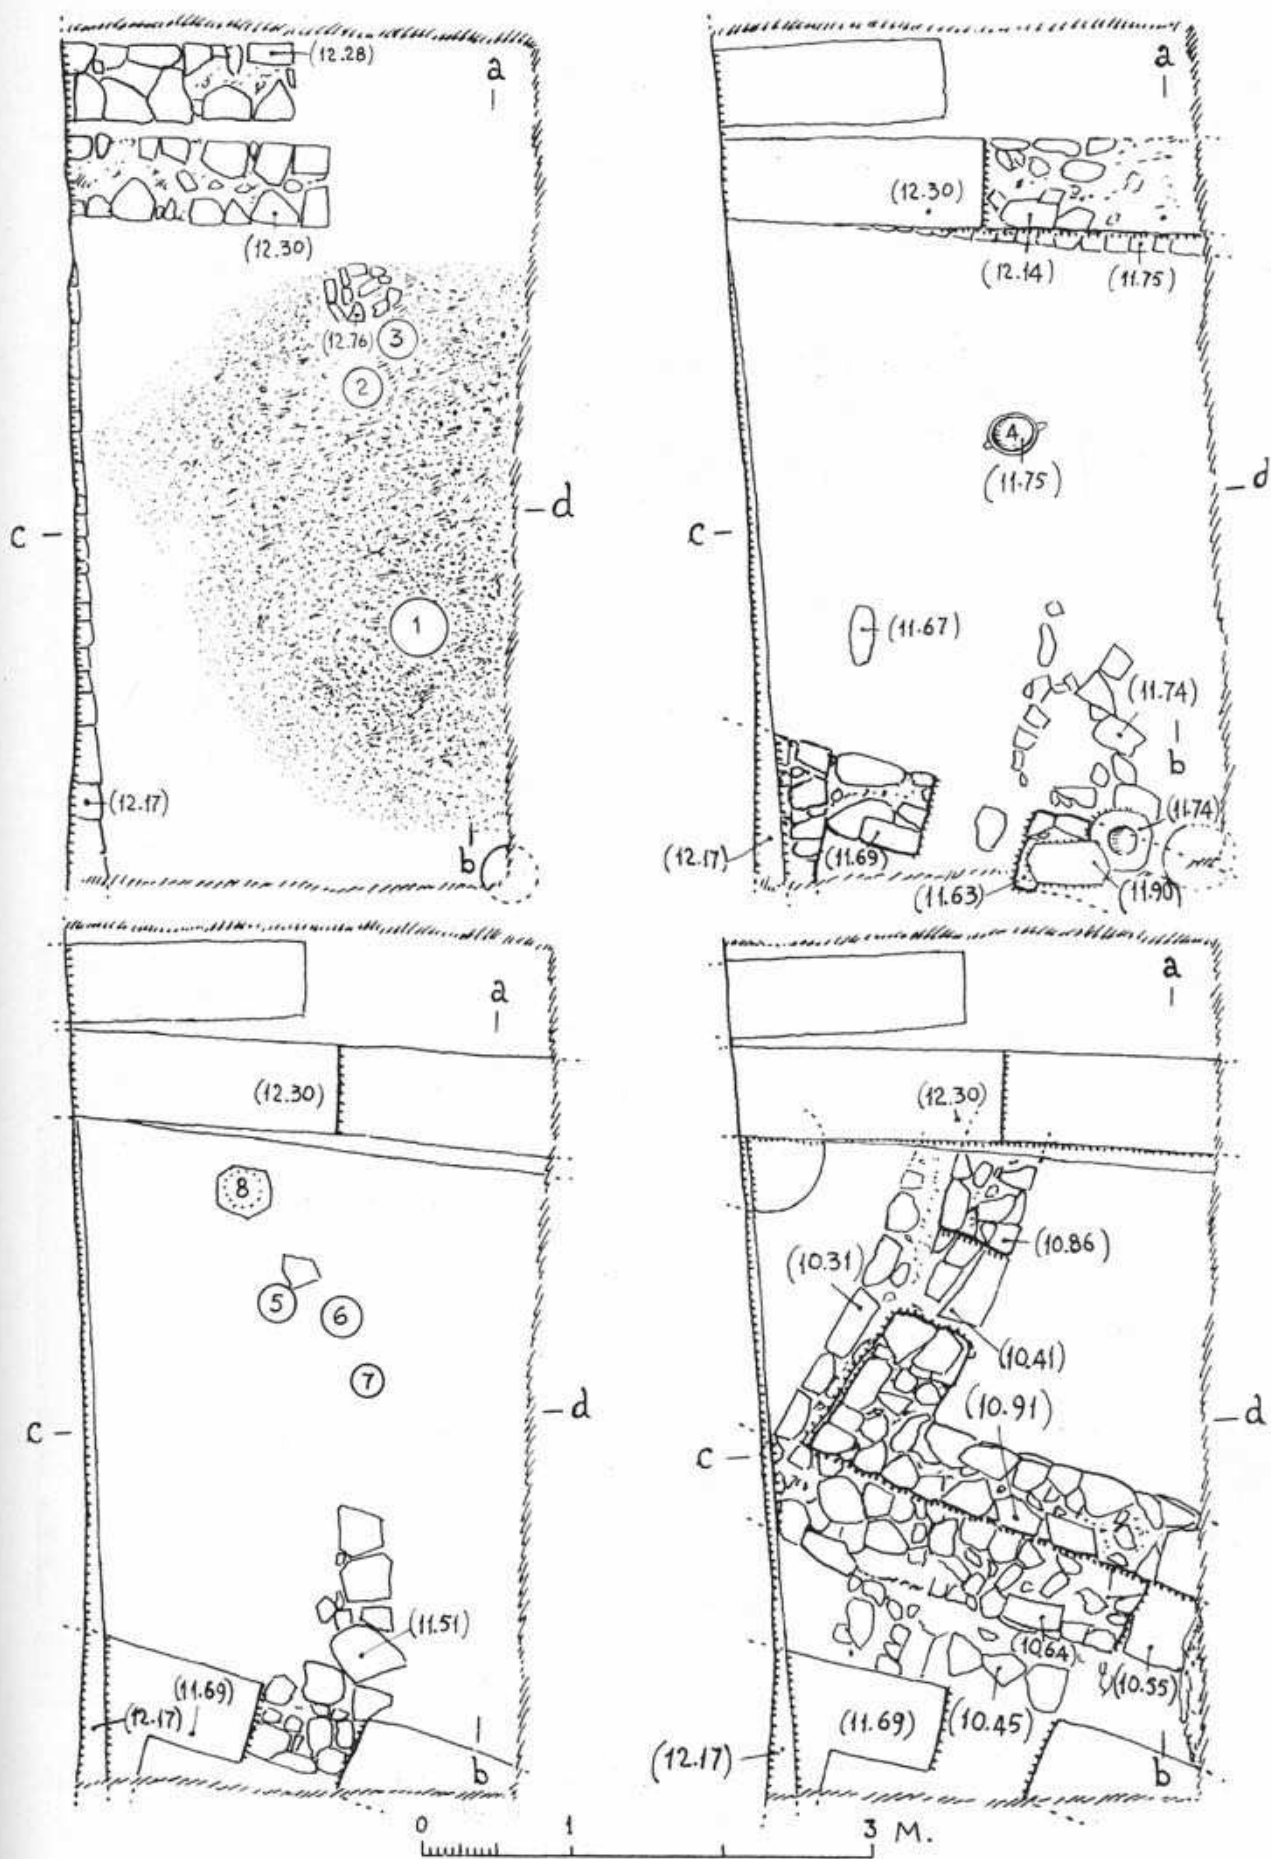 (12.28)
a
(12.30)
(12.76)
3
2
c
d
1
(12.17)
b
a
(12.30)
(12.14)
(11.75)
4
(11.75)
d
c
(11.67)
(11.74)
b
(11.74)
(12.17)
(11.69)
(11.63)
(11.90)
a
(12.30)
8
5
6
7
c
d
(11.51)
(11.69)
(12.17)
b
a
(12.30)
(10.86)
(10.31)
(10.41)
(10.91)
d
c
(10.64)
(10.55)
(11.69)
(10.45)
(12.17)
b
0 1 3 M.